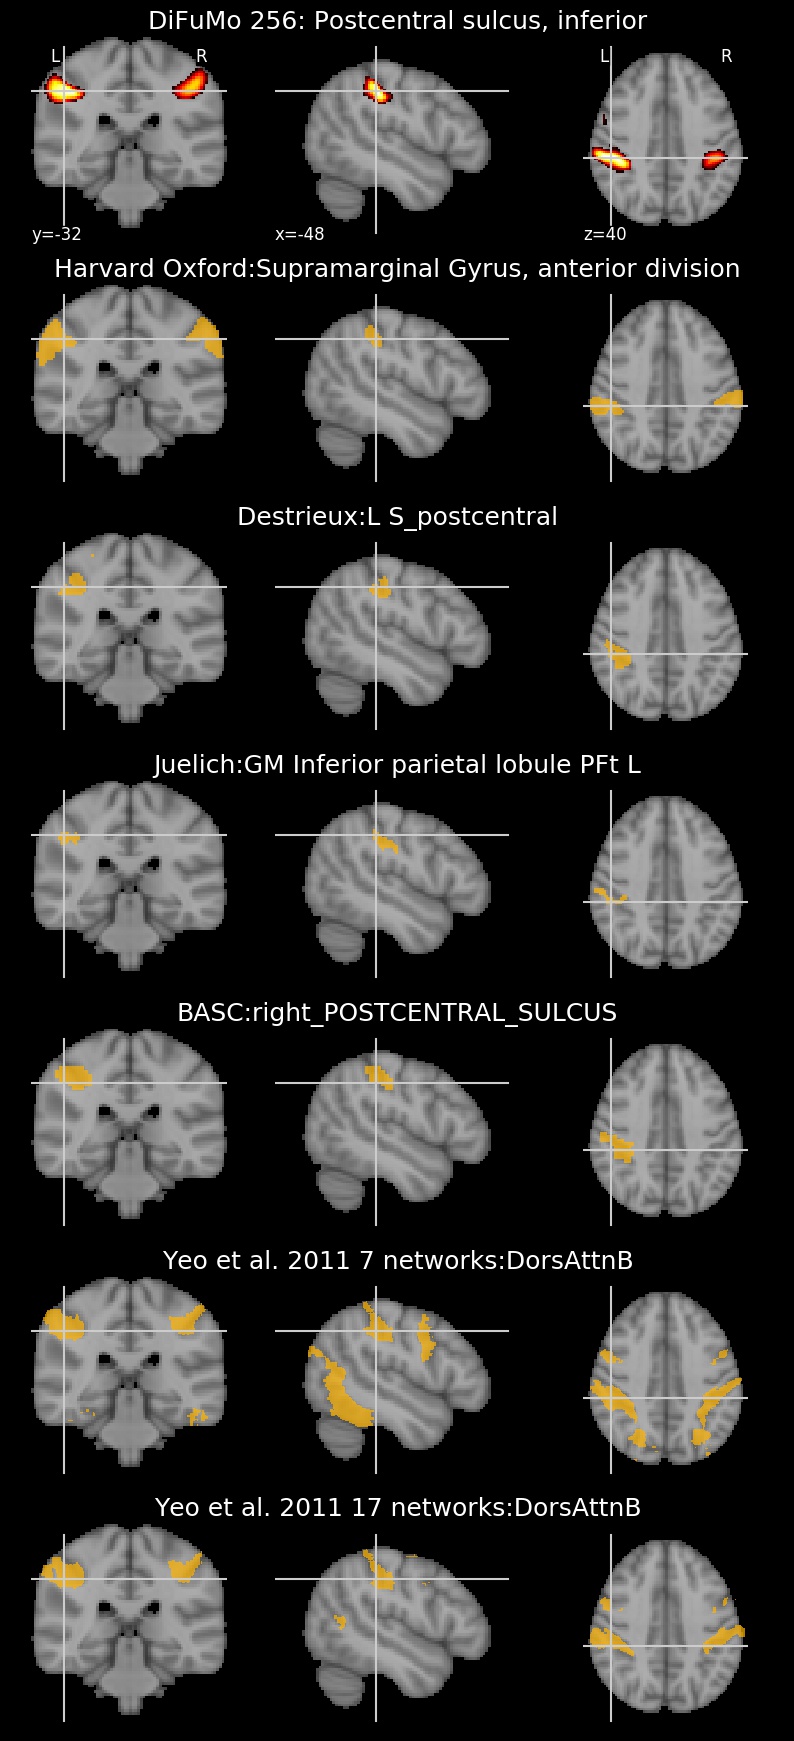 DiFuMo 256: Postcentral sulcus, inferior
L R L R
y=-32 x=-48 z=40
Harvard Oxford:Supramarginal Gyrus, anterior division
Destrieux:L S_postcentral
Juelich:GM Inferior parietal lobule PFt L
BASC:right_POSTCENTRAL_SULCUS
Yeo et al. 2011 7 networks:DorsAttnB
Yeo et al. 2011 17 networks:DorsAttnB